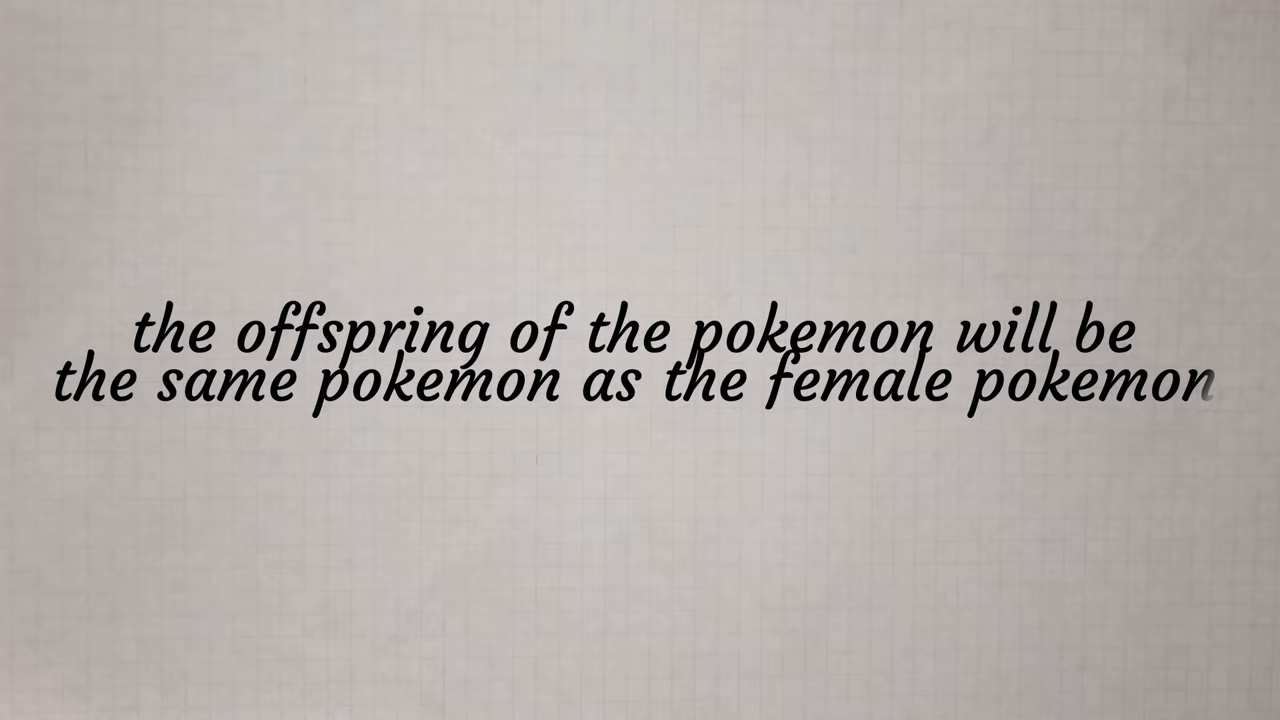 the offspring of the pokemon will be
the same pokemon as the female pokemon